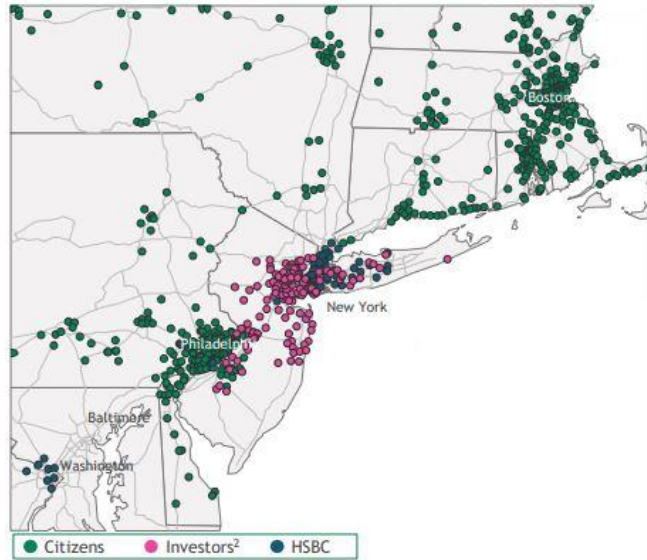 Boston
New York
Philadelphia
Baltimore
Washington
Citizens
Investors²
HSBC